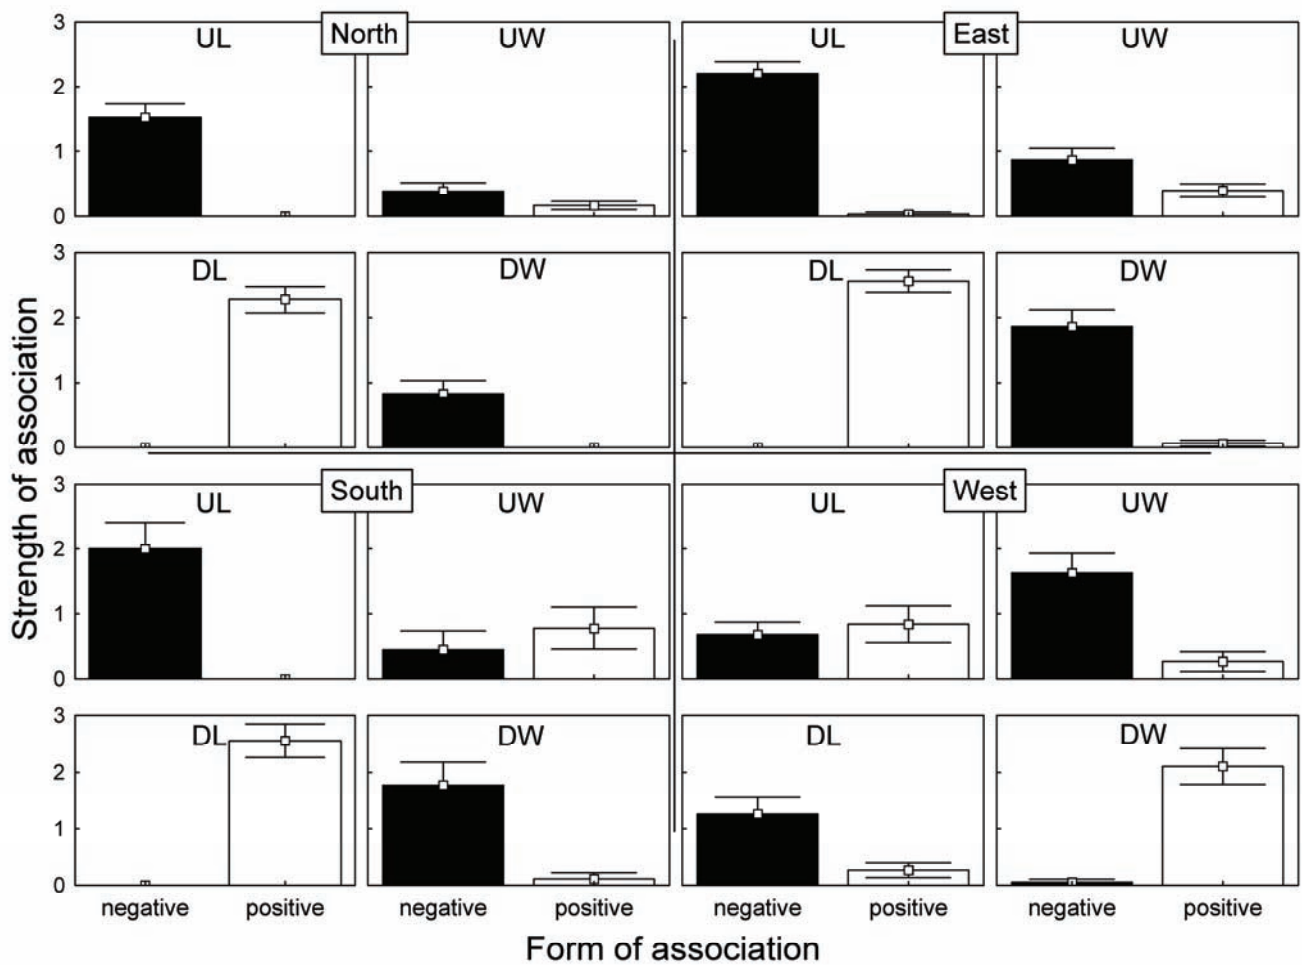 3 UL North UW UL East UW
2
1
0
3 DL DW DL DW
2
1
0
3 UL South UW UL West UW
2
1
0
3 DL DW DL DW
2
1
0
negative positive negative positive negative positive negative positive
Strength of association
Form of association